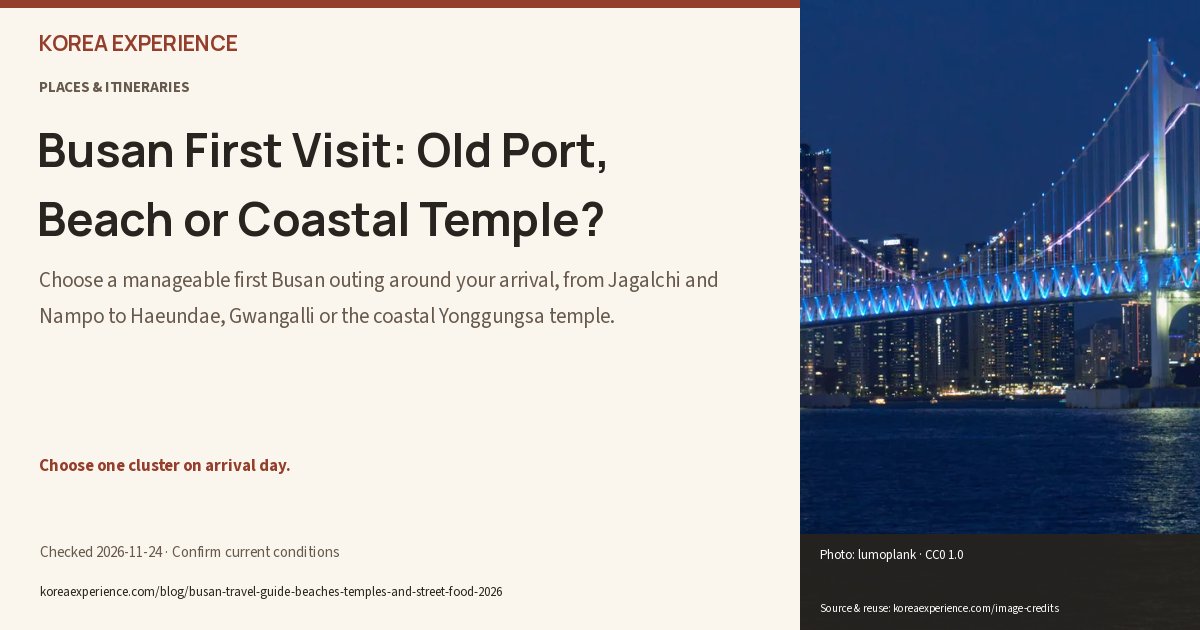 KOREA EXPERIENCE
PLACES & ITINERARIES
Busan First Visit: Old Port,
Beach or Coastal Temple?
Choose a manageable first Busan outing around your arrival, from Jagalchi and
Nampo to Haeundae, Gwangalli or the coastal Yonggungsa temple.
Choose one cluster on arrival day.
Checked 2026-11-24 · Confirm current conditions
koreaexperience.com/blog/busan-travel-guide-beaches-temples-and-street-food-2026
Photo: lumoplank · CC0 1.0
Source & reuse: koreaexperience.com/image-credits